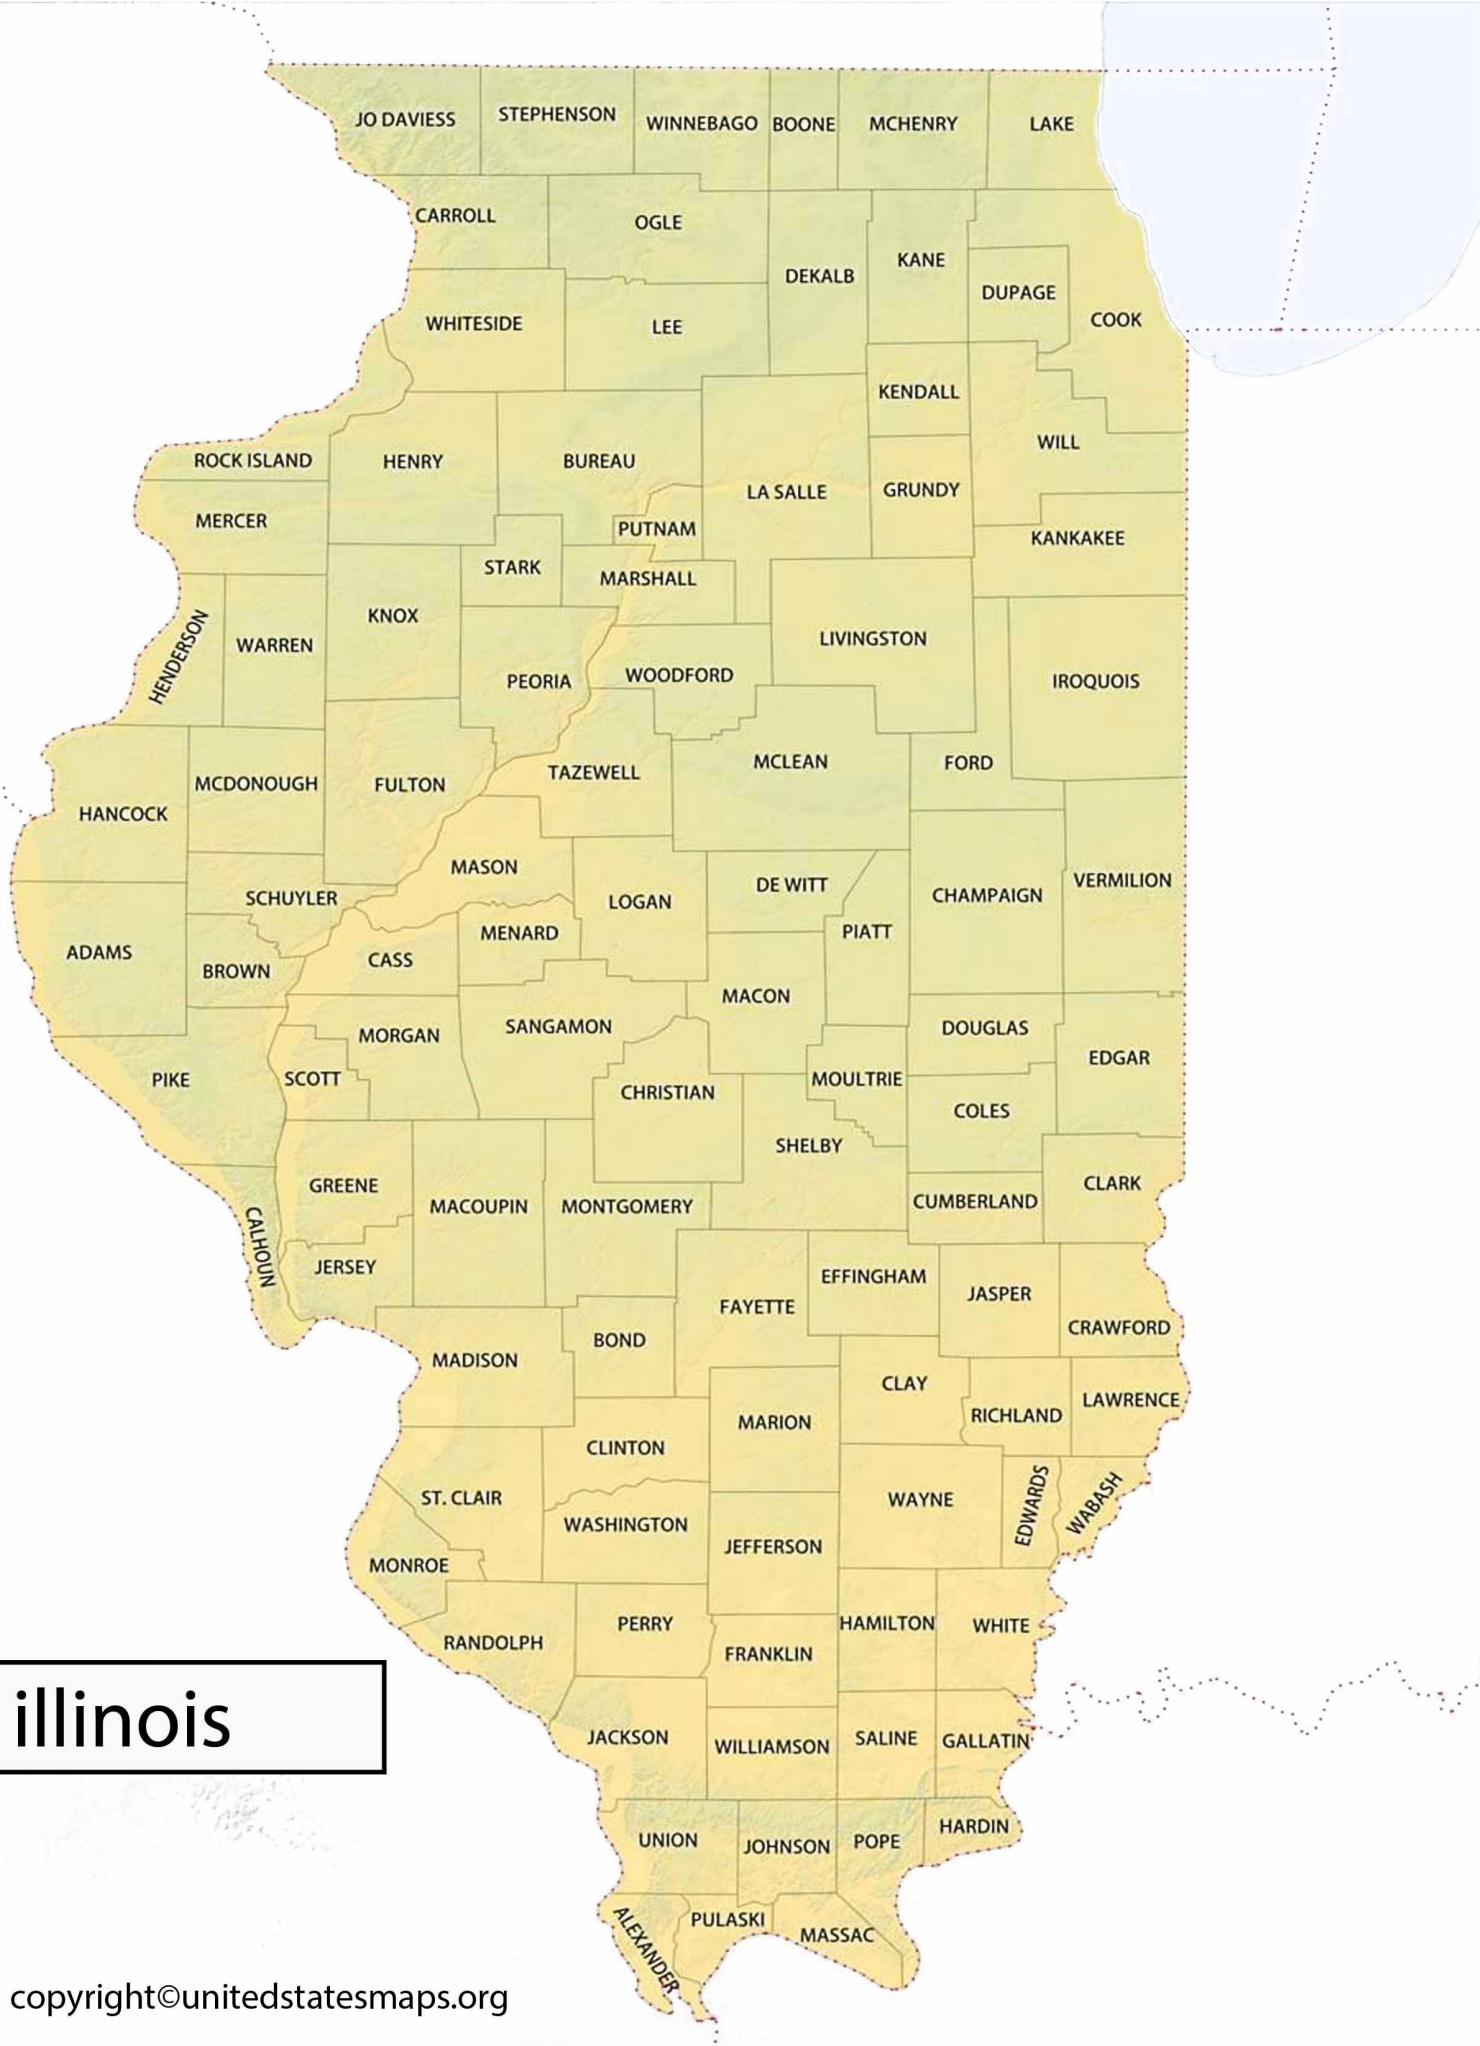 JO DAVIESS
STEPHENSON
WINNEBAGO
BOONE
MCHENRY
LAKE
CARROLL
OGLE
DEKALB
KANE
DUPAGE
COOK
WHITESIDE
LEE
KENDALL
ROCK ISLAND
HENRY
BUREAU
LA SALLE
GRUNDY
WILL
MERCER
PUTNAM
KANKAKEE
STARK
MARSHALL
HENDERSON
WARREN
KNOX
PEORIA
WOODFORD
LIVINGSTON
IROQUOIS
HANCOCK
MCDONOUGH
FULTON
TAZEWELL
MCLEAN
FORD
SCHUYLER
MASON
LOGAN
DE WITT
CHAMPAIGN
VERMILION
ADAMS
BROWN
CASS
MENARD
PIATT
MACON
PIKE
SCOTT
MORGAN
SANGAMON
CHRISTIAN
MOULTRIE
DOUGLAS
EDGAR
COLES
SHELBY
CALHOUN
GREENE
MACOUPIN
MONTGOMERY
CUMBERLAND
CLARK
JERSEY
FAYETTE
EFFINGHAM
JASPER
CRAWFORD
MADISON
BOND
CLAY
RICHLAND
LAWRENCE
MARION
CLINTON
ST. CLAIR
WASHINGTON
JEFFERSON
WAYNE
EDWARDS
WABASH
MONROE
RANDOLPH
PERRY
FRANKLIN
HAMILTON
WHITE
illinois
JACKSON
WILLIAMSON
SALINE
GALLATIN
UNION
JOHNSON
POPE
HARDIN
ALEXANDER
PULASKI
MASSAC
copyright©unitedstatesmaps.org